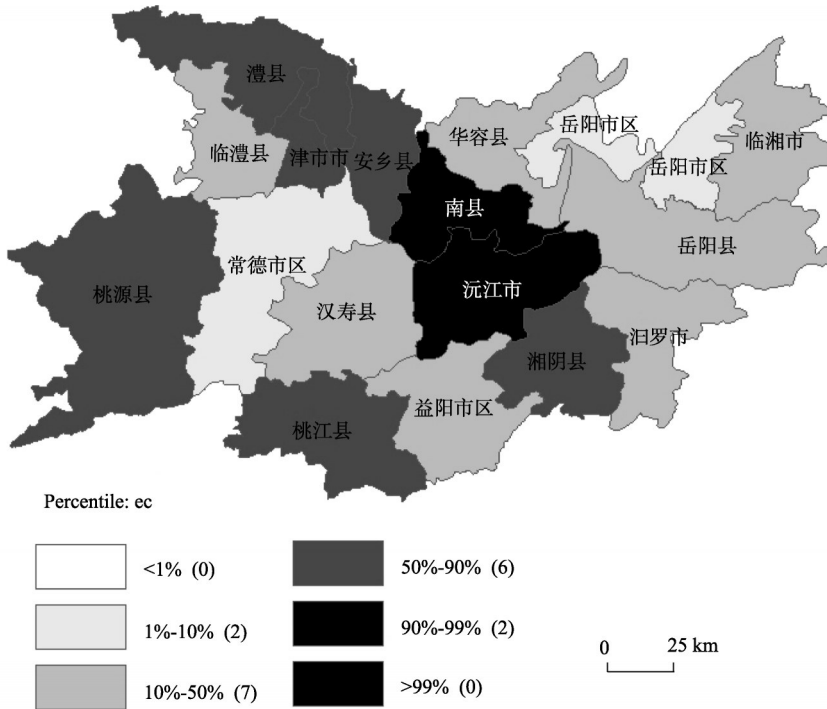 澧县
临澧县
津市市
安乡县
华容县
岳阳市区
岳阳市区
临湘市
南县
岳阳县
常德市区
桃源县
汉寿县
沅江市
汨罗市
湘阴县
桃江县
益阳市区
Percentile: ec
<1% (0)
50%-90% (6)
1%-10% (2)
90%-99% (2)
10%-50% (7)
>99% (0)
0 25 km